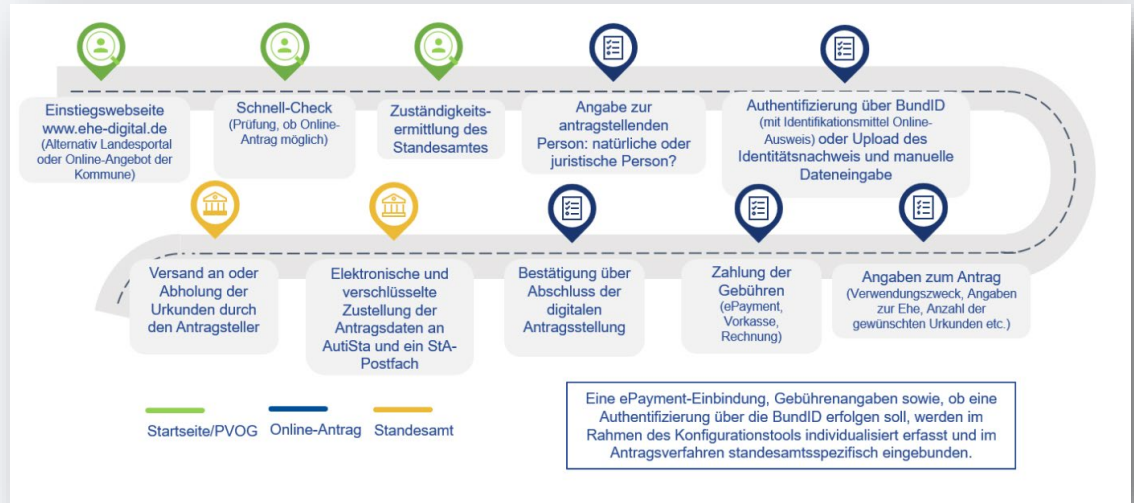 Einstiegswebseite
www.ehe-digital.de
(Alternativ Landesportal
oder Online-Angebot der
Kommune)
Schnell-Check
(Prüfung, ob Online-
Antrag möglich)
Zuständigkeits-
ermittlung des
Standesamtes
Angabe zur
antragstellenden
Person: natürliche oder
juristische Person?
Authentifizierung über BundID
(mit Identifikationsmittel Online-
Ausweis) oder Upload des
Identitätsnachweis und manuelle
Dateneingabe
Angaben zum Antrag
(Verwendungszweck, Angaben
zur Ehe, Anzahl der
gewünschten Urkunden etc.)
Zahlung der
Gebühren
(ePayment,
Vorkasse,
Rechnung)
Bestätigung über
Abschluss der
digitalen
Antragsstellung
Elektronische und
verschlüsselte
Zustellung der
Antragsdaten an
AutiSta und ein StA-
Postfach
Versand an oder
Abholung der
Urkunden durch
den Antragsteller
Startseite/PVOG
Online-Antrag
Standesamt
Eine ePayment-Einbindung, Gebührenangaben sowie, ob eine
Authentifizierung über die BundID erfolgen soll, werden im
Rahmen des Konfigurationstools individualisiert erfasst und im
Antragsverfahren standesamtsspezifisch eingebunden.